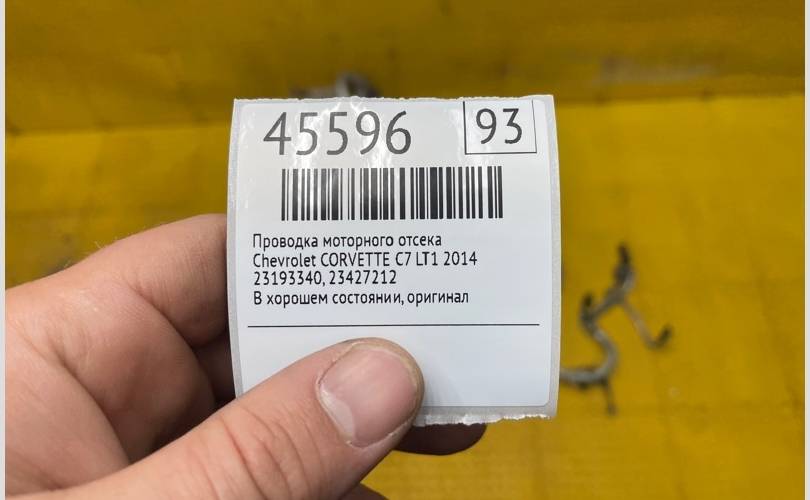 45596 93
Проводка моторного отсека
Chevrolet CORVETTE C7 LT1 2014
23193340, 23427212
В хорошем состоянии, оригинал